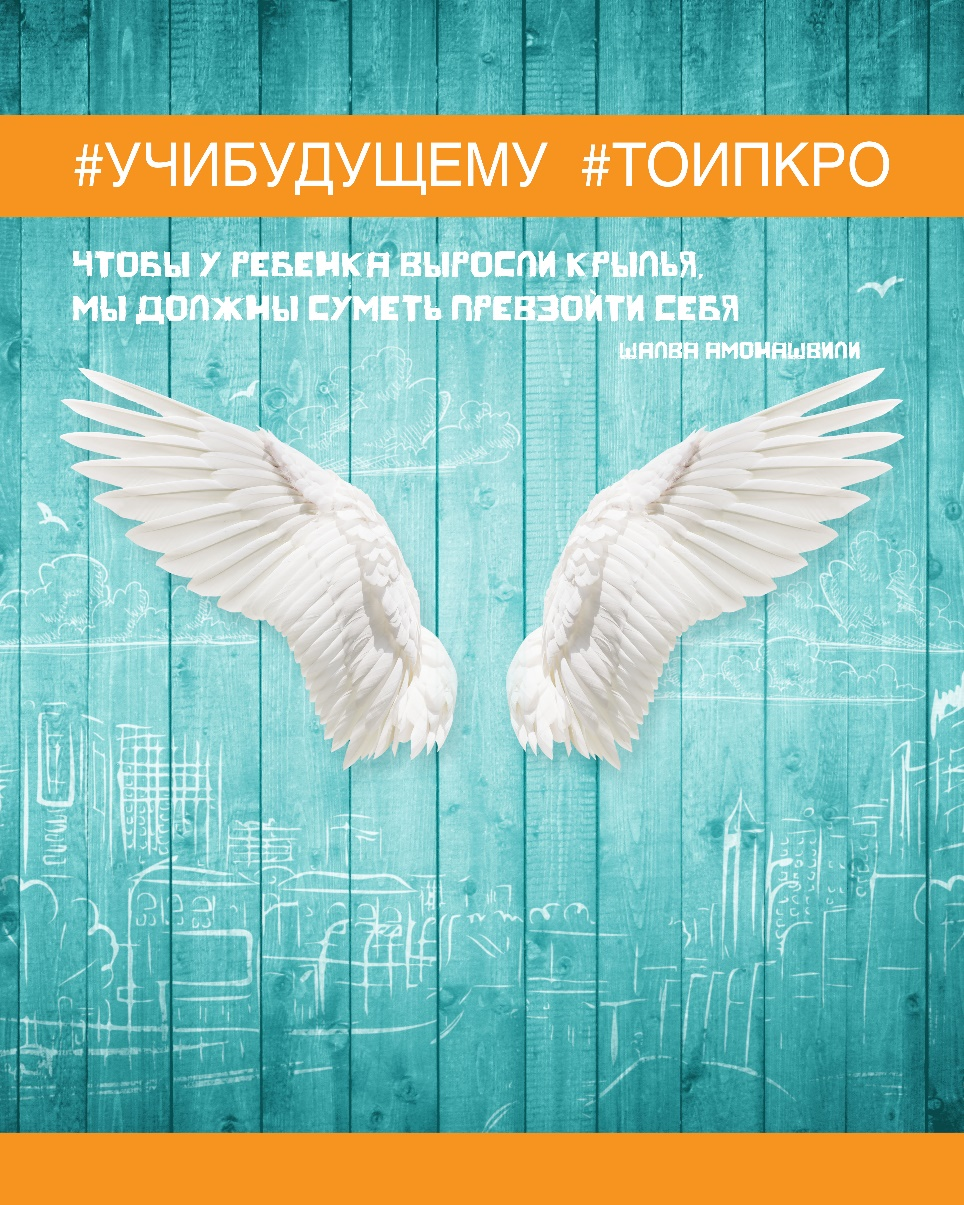 #УЧИБУДУЩЕМУ #ТОИПКРО
ЧТОБЫ У РЕБЕНКА ВЫРОСЛИ КРЫЛЬЯ,
МЫ ДОЛЖНЫ СУМЕТЬ ПРЕВЗОЙТИ СЕБЯ
ШАЛВА АМОНАШВИЛИ